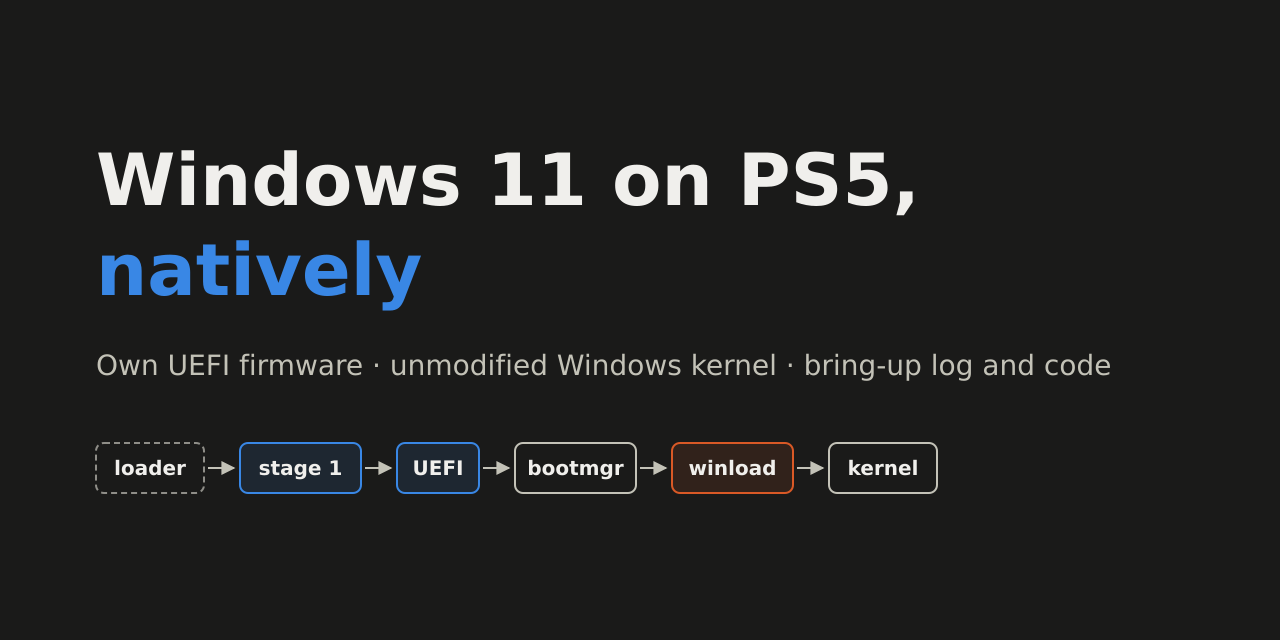 Windows 11 on PS5,
natively
Own UEFI firmware · unmodified Windows kernel · bring-up log and code
loader stage 1 UEFI bootmgr winload kernel